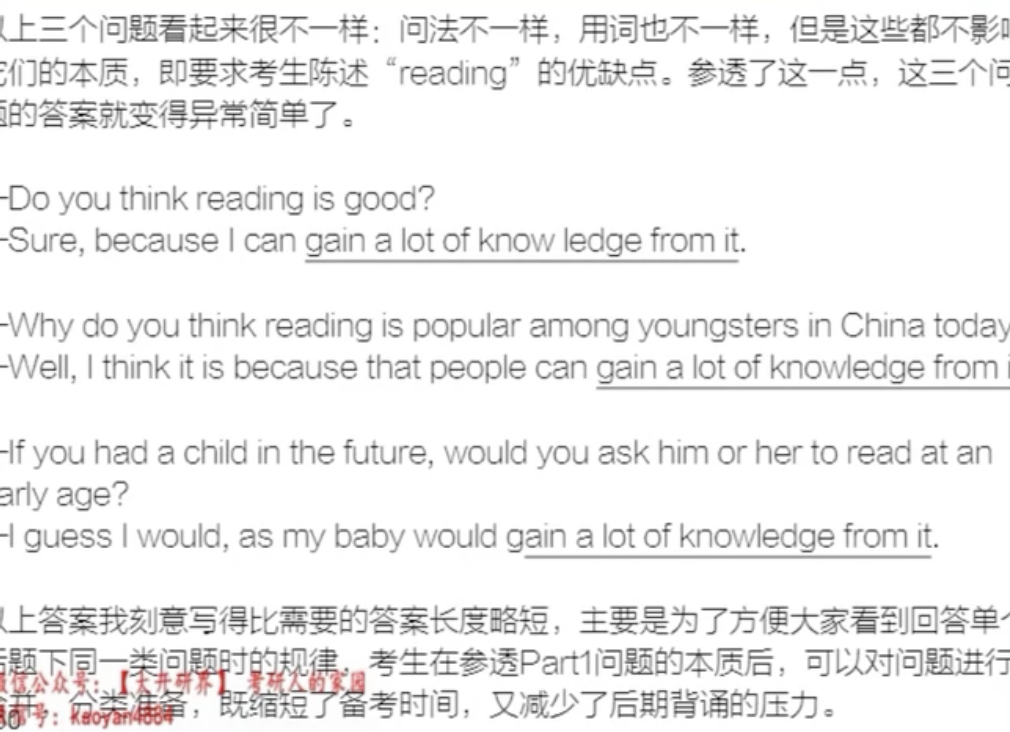 以上三个问题看起来很不一样：问法不一样，用词也不一样，但是这些都不影响
它们的本质，即要求考生陈述“reading”的优缺点。参透了这一点，这三个问
题的答案就变得异常简单了。
-Do you think reading is good?
-Sure, because I can gain a lot of know ledge from it.
-Why do you think reading is popular among youngsters in China today
-Well, I think it is because that people can gain a lot of knowledge from i
-If you had a child in the future, would you ask him or her to read at an
arly age?
-I guess I would, as my baby would gain a lot of knowledge from it.
以上答案我刻意写得比需要的答案长度略短，主要是为了方便大家看到回答单个
话题下同一类问题时的规律，考生在参透Part1问题的本质后，可以对问题进行
微信公众号：【大开研界】考研人的家园
分类准备，既缩短了备考时间，又减少了后期背诵的压力。
信号：kaoyan4884